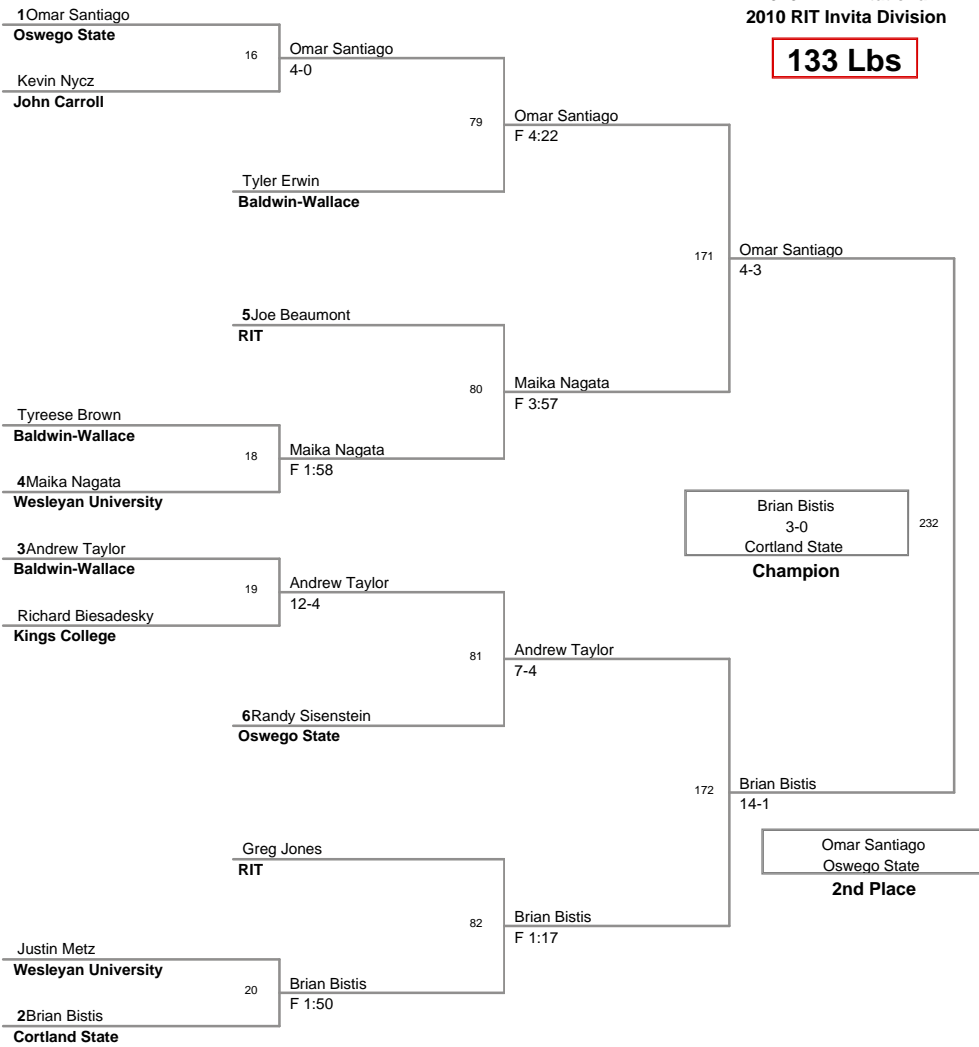 2010 RIT Invita Division
133 Lbs
1Omar Santiago
Oswego State
16
Kevin Nycz
John Carroll
Omar Santiago
4-0
79
Tyler Erwin
Baldwin-Wallace
Omar Santiago
F 4:22
171
5Joe Beaumont
RIT
80
Tyreese Brown
Baldwin-Wallace
18
4Maika Nagata
Wesleyan University
Maika Nagata
F 1:58
Maika Nagata
F 3:57
Omar Santiago
4-3
3Andrew Taylor
Baldwin-Wallace
19
Richard Biesadesky
Kings College
Andrew Taylor
12-4
81
6Randy Sisenstein
Oswego State
Andrew Taylor
7-4
172
Greg Jones
RIT
82
Justin Metz
Wesleyan University
20
2Brian Bistis
Cortland State
Brian Bistis
F 1:50
Brian Bistis
F 1:17
Brian Bistis
14-1
Brian Bistis
3-0
Cortland State
Champion
232
Omar Santiago
Oswego State
2nd Place